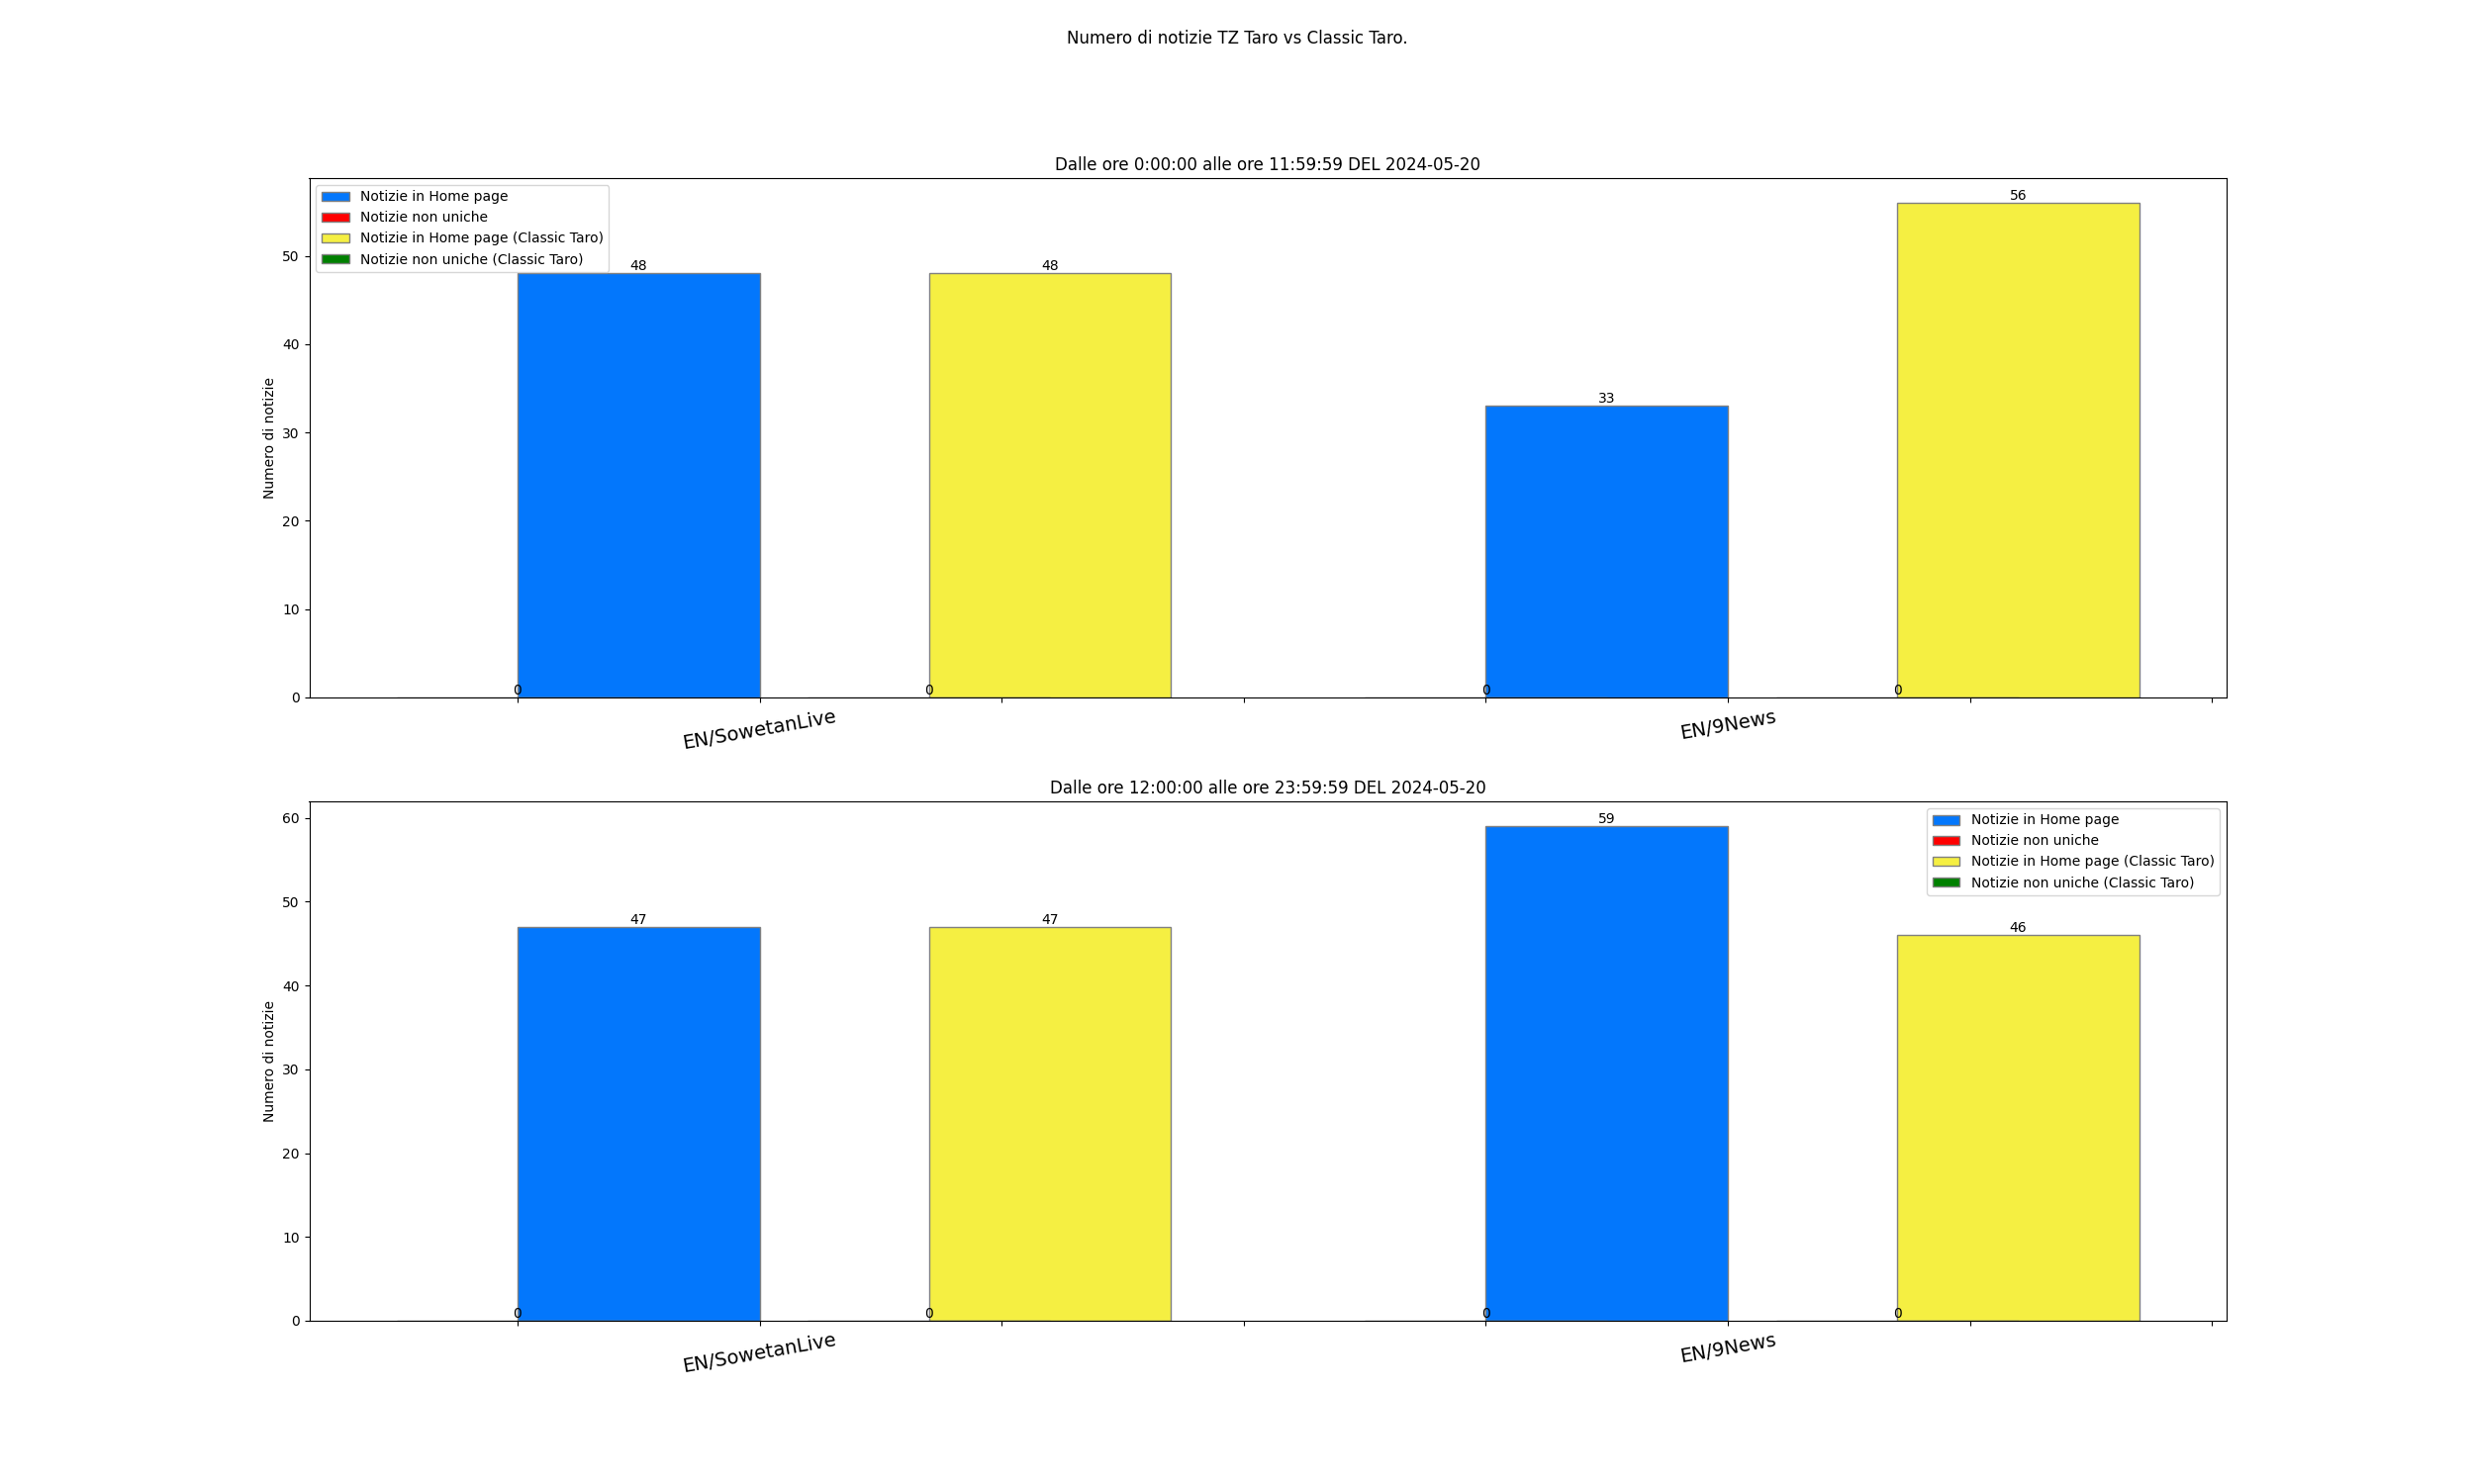 Numero di notizie TZ Taro vs Classic Taro.
Dalle ore 0:00:00 alle ore 11:59:59 DEL 2024-05-20
Notizie in Home page
Notizie non uniche
Notizie in Home page (Classic Taro)
Notizie non uniche (Classic Taro)
Numero di notizie
50
40
30
20
10
0
48
48
33
56
0
0
0
0
EN/SowetanLive
EN/9News
Dalle ore 12:00:00 alle ore 23:59:59 DEL 2024-05-20
Notizie in Home page
Notizie non uniche
Notizie in Home page (Classic Taro)
Notizie non uniche (Classic Taro)
Numero di notizie
60
50
40
30
20
10
0
47
47
59
46
0
0
0
0
EN/SowetanLive
EN/9News